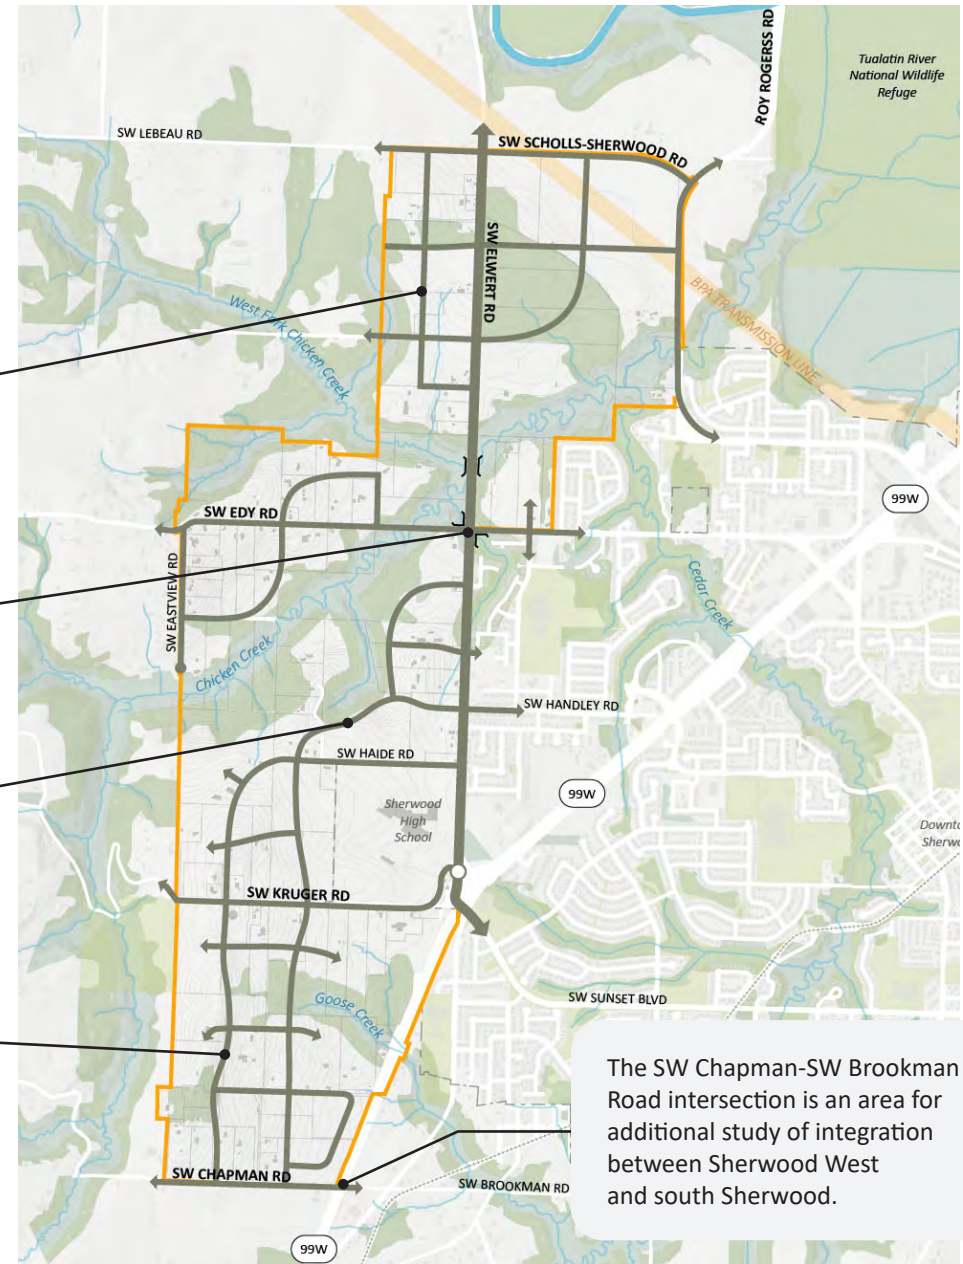 Tualatin River
National Wildlife
Refuge
ROY ROGERSS RD
SW LEBEAU RD
SW SCHOLLS-SHERWOOD RD
SW ELWERT RD
BPA TRANSMISSION LINE
West Fork Chicken Creek
99W
SW EDY RD
SW EASTVIEW RD
Cedar Creek
Chicken Creek
SW HANDLEY RD
SW HAIDE RD
99W
Sherwood
High
School
Downto
Sherwo
SW KRUGER RD
Goose Creek
SW SUNSET BLVD
The SW Chapman-SW Brookman
Road intersection is an area for
additional study of integration
between Sherwood West
and south Sherwood.
SW CHAPMAN RD
SW BROOKMAN RD
99W